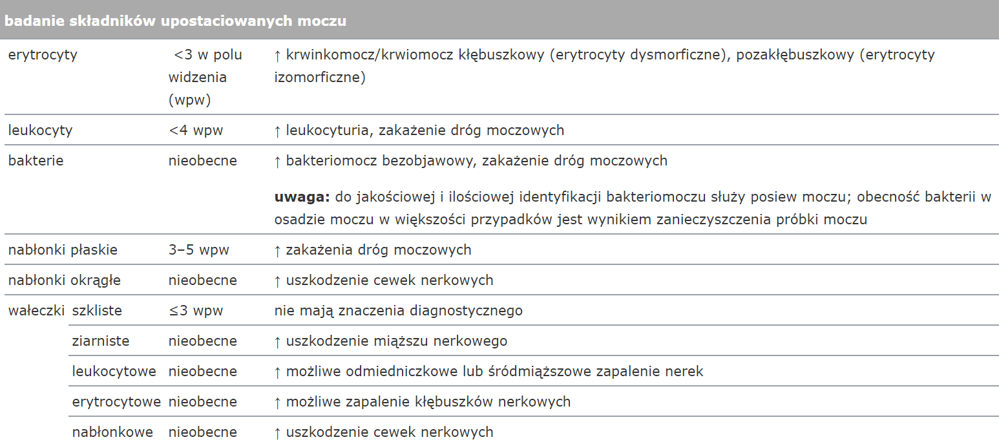 badanie składników upostaciowanych moczu
erytrocyty <3 w polu widzenia (wpw) ↑ krwinkomocz/krwiomocz kłębuszkowy (erytrocyty dysmorficzne), pozakłębuszkowy (erytrocyty izomorficzne)
leukocyty <4 wpw ↑ leukocyturia, zakażenie dróg moczowych
bakterie nieobecne ↑ bakteriomocz bezobjawowy, zakażenie dróg moczowych
uwaga: do jakościowej i ilościowej identyfikacji bakteriomoczu służy posiew moczu; obecność bakterii w
osadzie moczu w większości przypadków jest wynikiem zanieczyszczenia próbki moczu
nabłonki płaskie 3–5 wpw ↑ zakażenia dróg moczowych
nabłonki okrągłe nieobecne ↑ uszkodzenie cewek nerkowych
wałeczki szkliste ≤3 wpw nie mają znaczenia diagnostycznego
ziarniste nieobecne ↑ uszkodzenie miąższu nerkowego
leukocytowe nieobecne ↑ możliwe odmiedniczkowe lub śródmiąższowe zapalenie nerek
erytrocytowe nieobecne ↑ możliwe zapalenie kłębuszków nerkowych
nabłonkowe nieobecne ↑ uszkodzenie cewek nerkowych